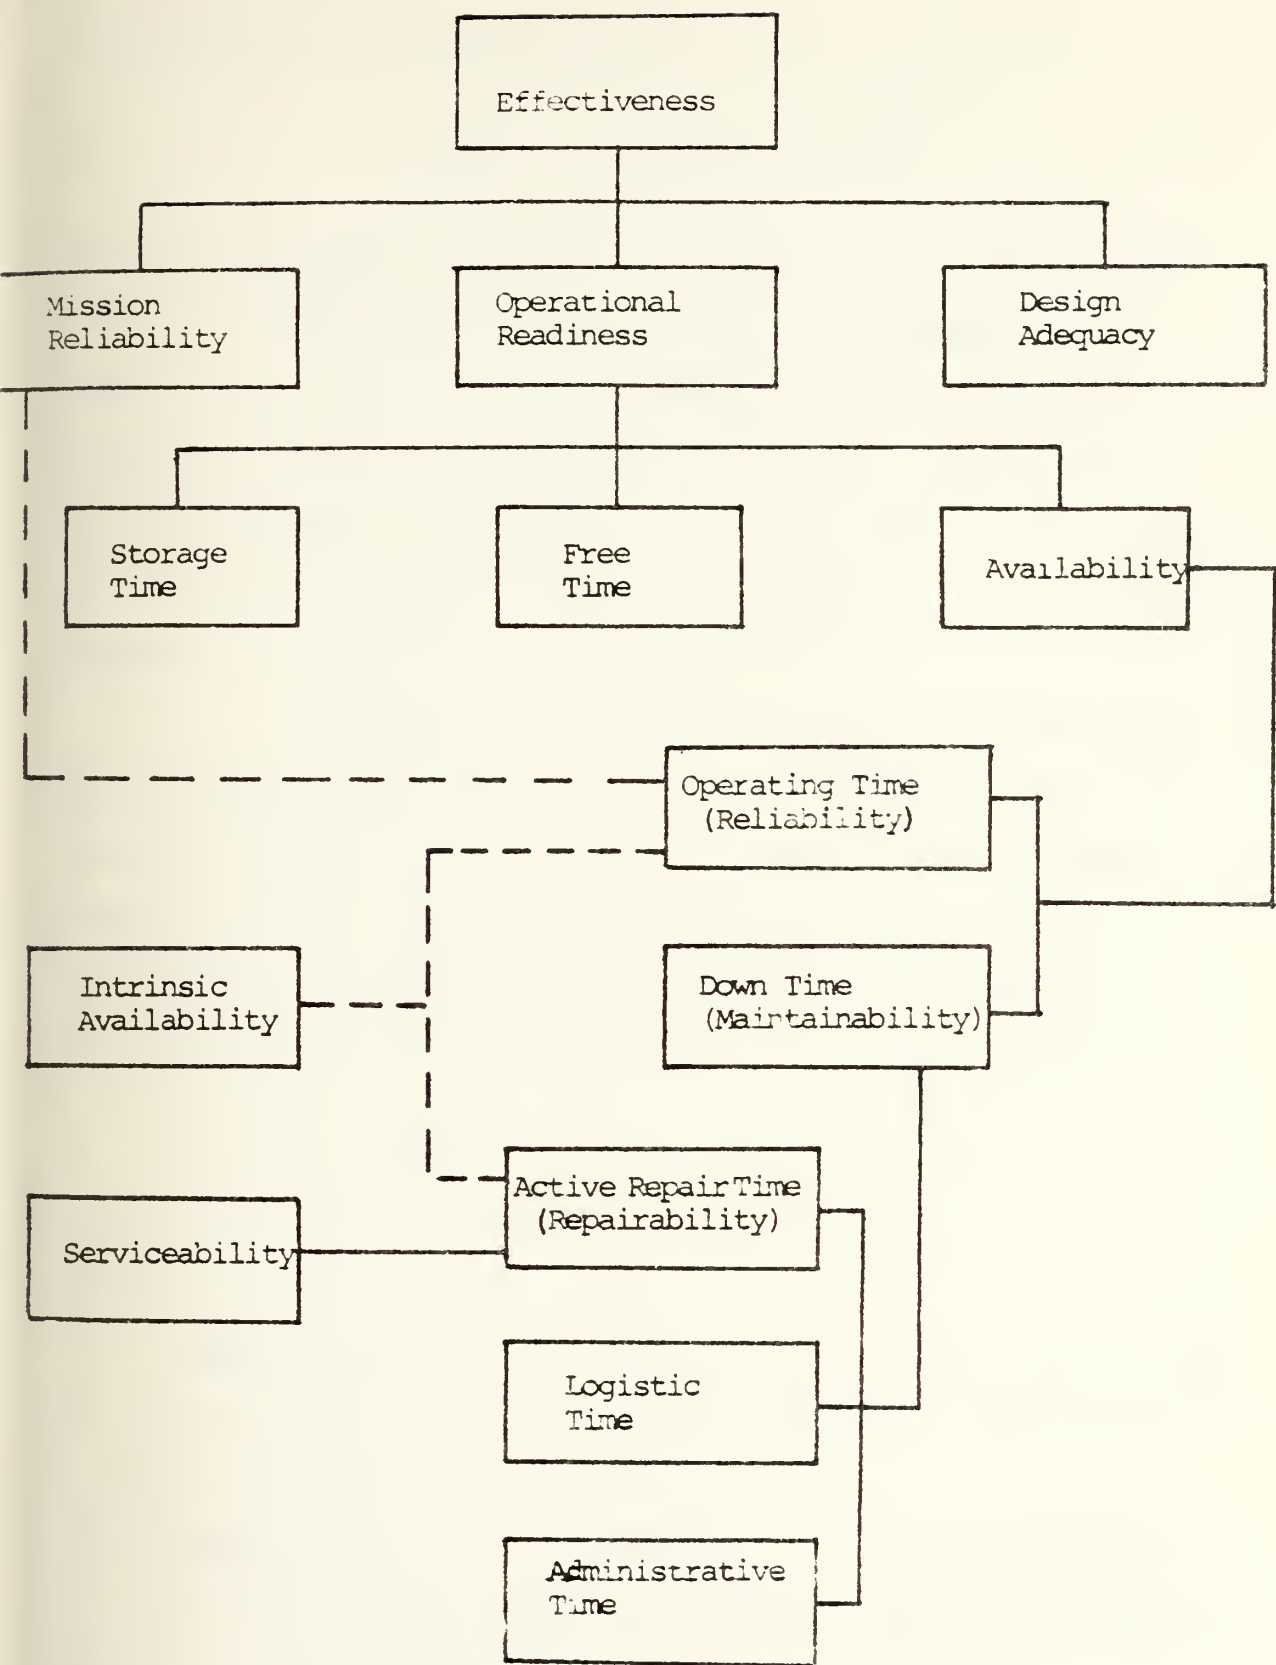 Effectiveness
Mission
Reliability
Operational
Readiness
Design
Adequacy
Storage
Time
Free
Time
Availability
Operating Time
(Reliability)
Intrinsic
Availability
Down Time
(Maintainability)
Active Repair Time
(Repairability)
Serviceability
Logistic
Time
Administrative
Time